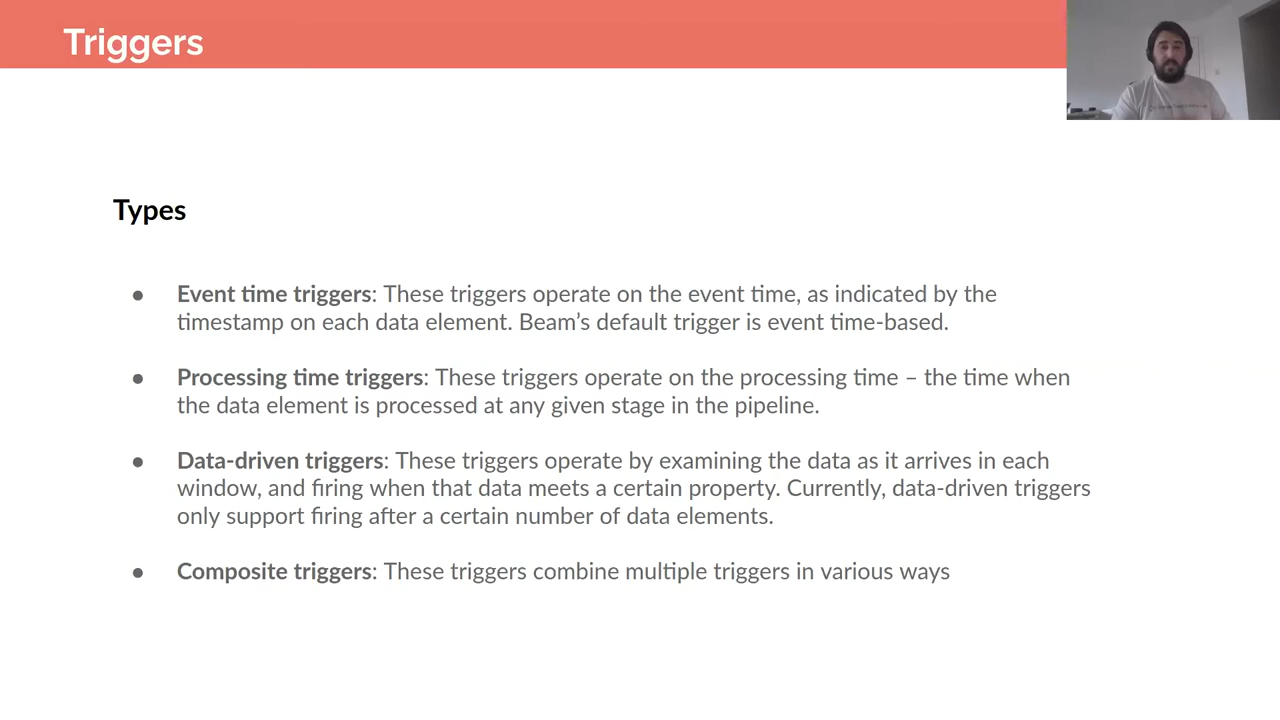 Triggers
Types
● Event time triggers: These triggers operate on the event time, as indicated by the
timestamp on each data element. Beam’s default trigger is event time-based.
● Processing time triggers: These triggers operate on the processing time – the time when
the data element is processed at any given stage in the pipeline.
● Data-driven triggers: These triggers operate by examining the data as it arrives in each
window, and firing when that data meets a certain property. Currently, data-driven triggers
only support firing after a certain number of data elements.
● Composite triggers: These triggers combine multiple triggers in various ways